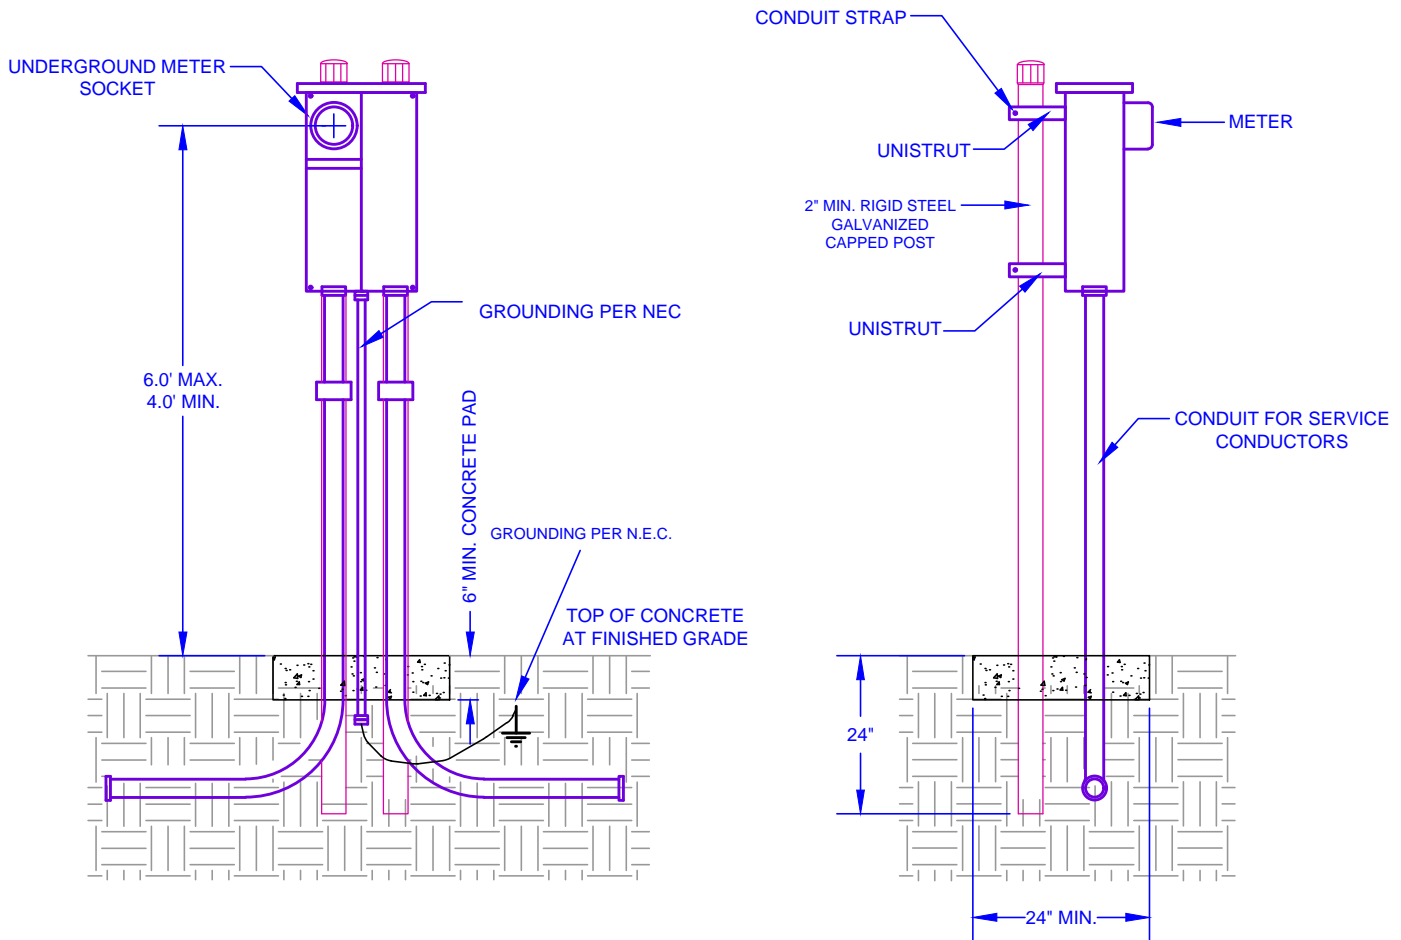 UNDERGROUND METER
SOCKET
6.0' MAX.
4.0' MIN.
GROUNDING PER NEC
6" MIN. CONCRETE PAD
GROUNDING PER N.E.C.
TOP OF CONCRETE
AT FINISHED GRADE
CONDUIT STRAP
METER
UNISTRUT
2" MIN. RIGID STEEL
GALVANIZED
CAPPED POST
UNISTRUT
CONDUIT FOR SERVICE
CONDUCTORS
24"
24" MIN.